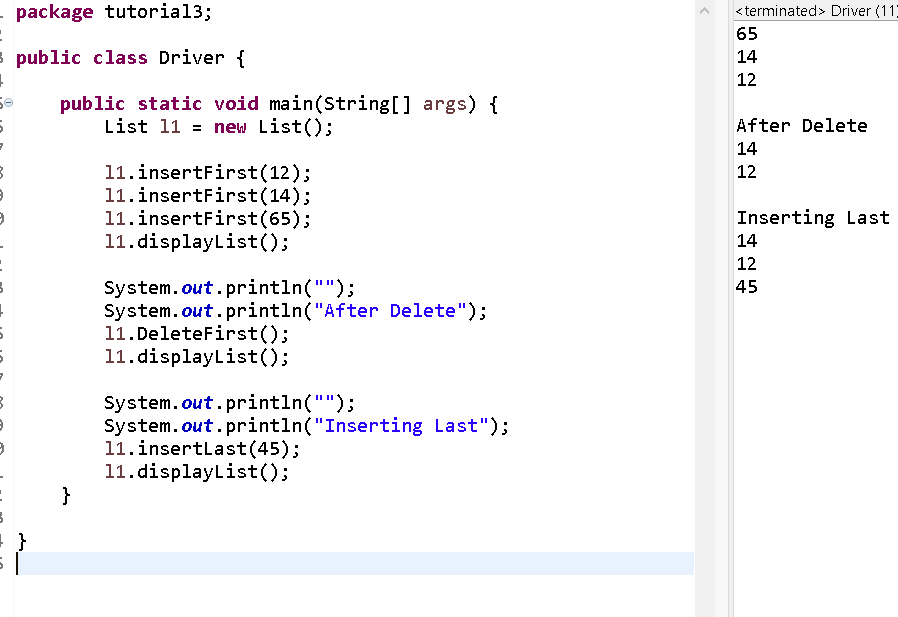 package tutorial3;
public class Driver {
public static void main(String[] args) {
List l1 = new List();
l1.insertFirst(12);
l1.insertFirst(14);
l1.insertFirst(65);
l1.displayList();
System.out.println("");
System.out.println("After Delete");
l1.DeleteFirst();
l1.displayList();
System.out.println("");
System.out.println("Inserting Last");
l1.insertLast(45);
l1.displayList();
}
}
<terminated> Driver (11)
65
14
12
After Delete
14
12
Inserting Last
14
12
45